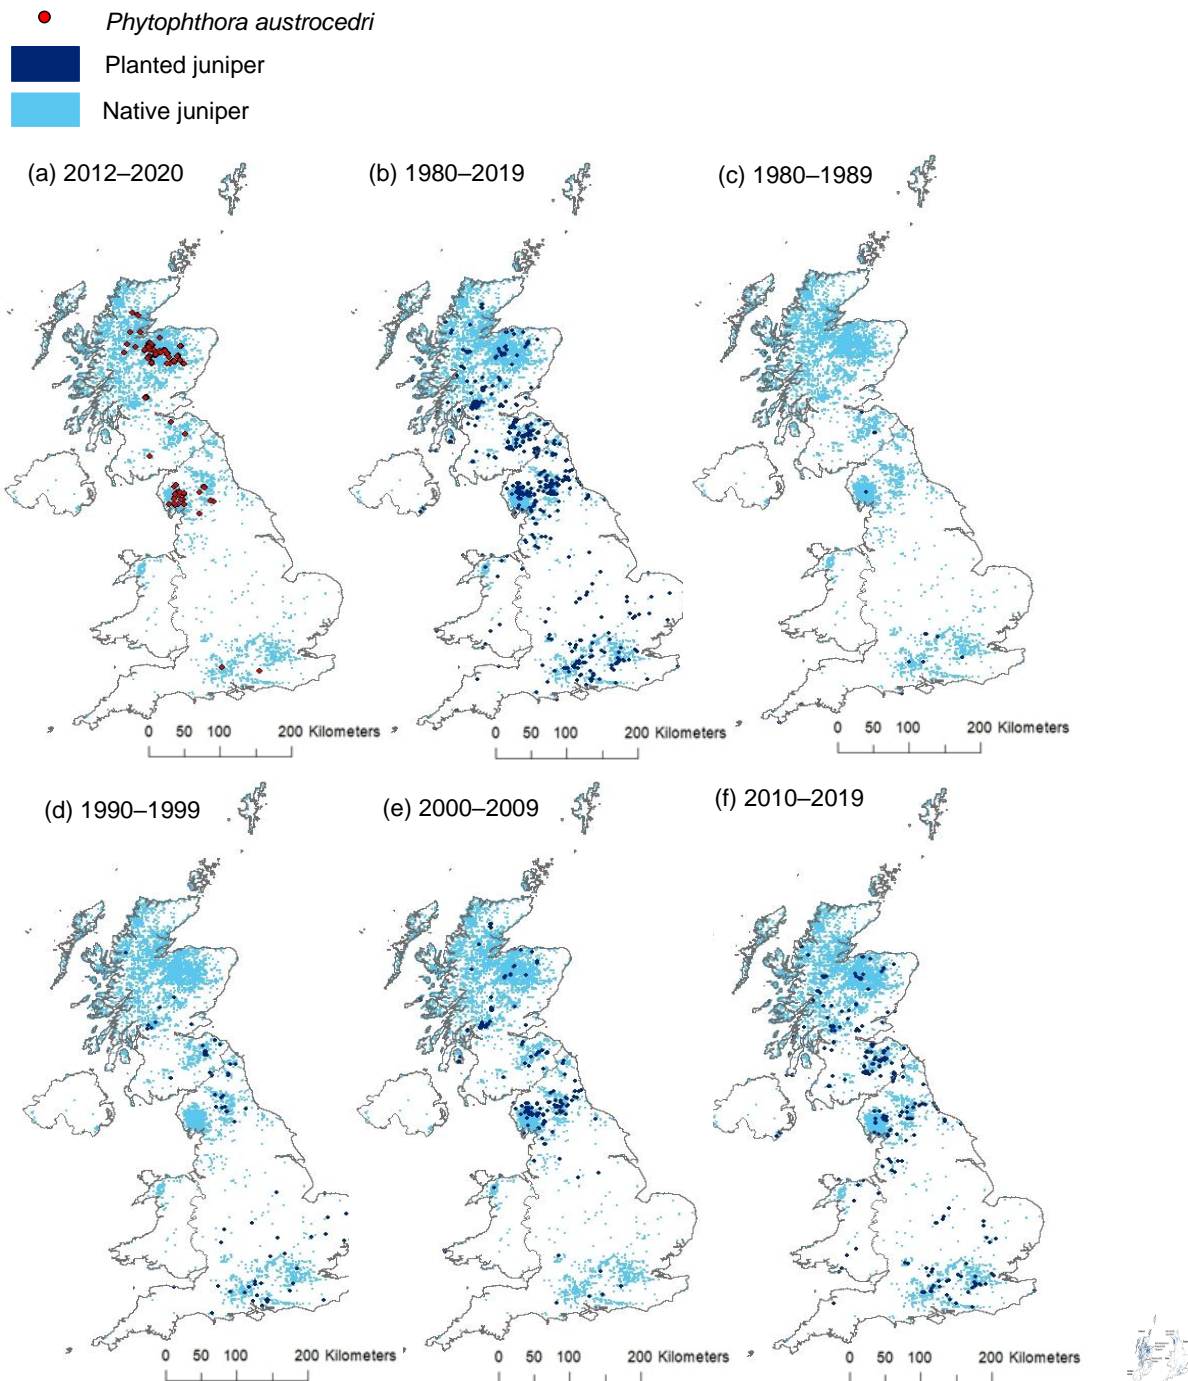 Phytophthora austrocedri
Planted juniper
Native juniper
(a) 2012–2020
(b) 1980–2019
(c) 1980–1989
0 50 100 200 Kilometers
0 50 100 200 Kilometers
0 50 100 200 Kilometers
(d) 1990–1999
(e) 2000–2009
(f) 2010–2019
0 50 100 200 Kilometers
0 50 100 200 Kilometers
0 50 100 200 Kilometers